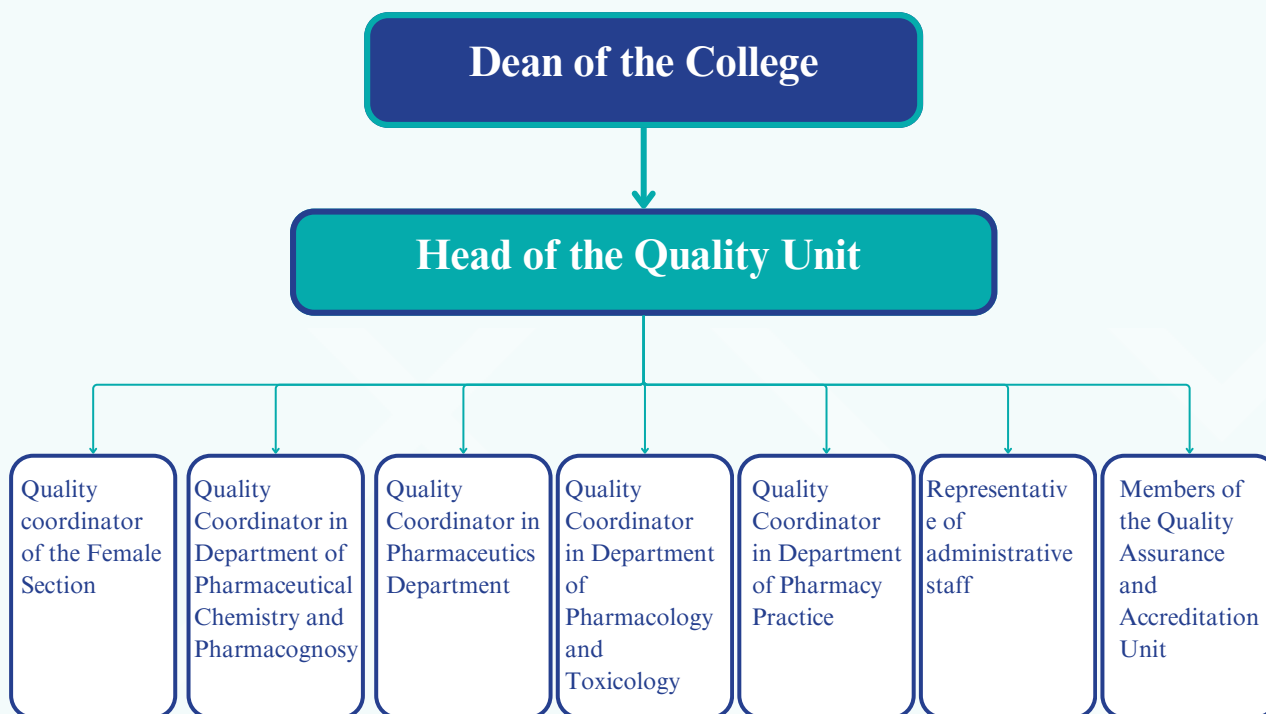 Dean of the College
Head of the Quality Unit
Quality
coordinator
of the Female
Section
Quality
Coordinator in
Department of
Pharmaceutical
Chemistry and
Pharmacognosy
Quality
Coordinator in
Pharmaceutics
Department
Quality
Coordinator
in Department
of
Pharmacology
and
Toxicology
Quality
Coordinator
in Department
of Pharmacy
Practice
Representativ
e of
administrative
staff
Members of
the Quality
Assurance
and
Accreditation
Unit